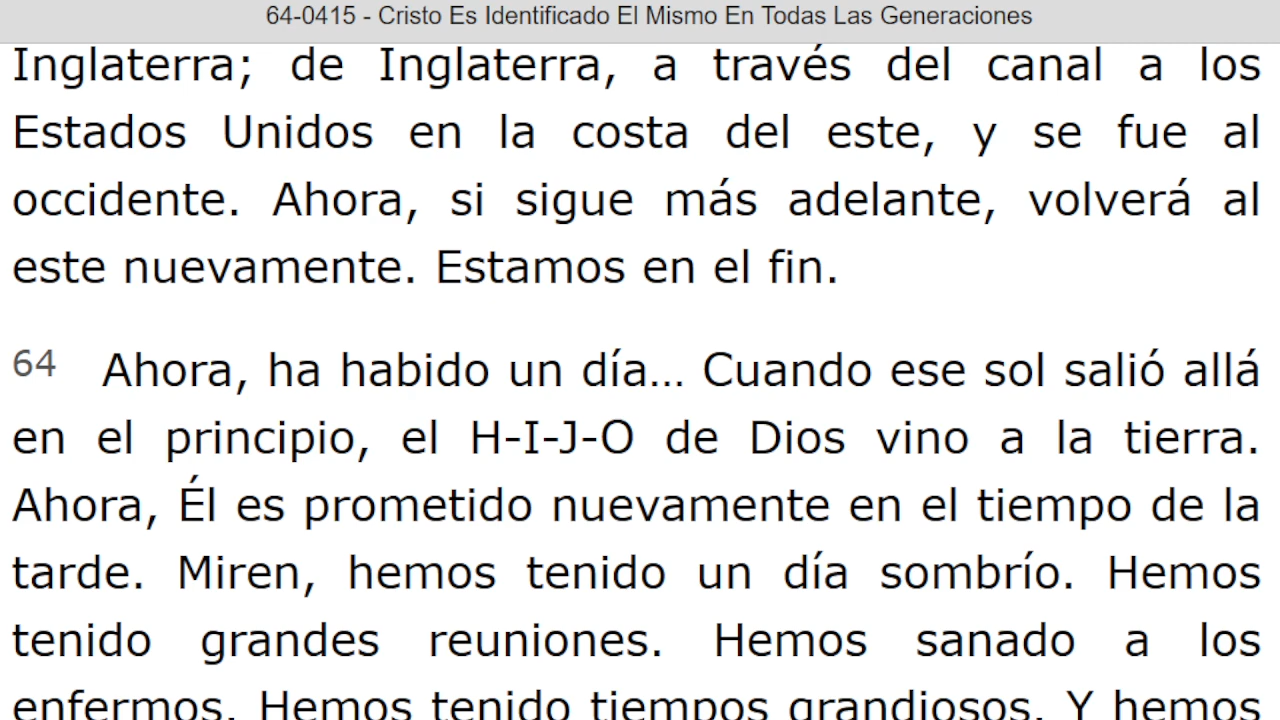 64-0415 - Cristo Es Identificado El Mismo En Todas Las Generaciones
Inglaterra; de Inglaterra, a través del canal a los
Estados Unidos en la costa del este, y se fue al
occidente. Ahora, si sigue más adelante, volverá al
este nuevamente. Estamos en el fin.
64 Ahora, ha habido un día... Cuando ese sol salió allá
en el principio, el H-I-J-O de Dios vino a la tierra.
Ahora, Él es prometido nuevamente en el tiempo de la
tarde. Miren, hemos tenido un día sombrío. Hemos
tenido grandes reuniones. Hemos sanado a los
enfermos. Hemos tenido tiempos grandiosos. Y hemos